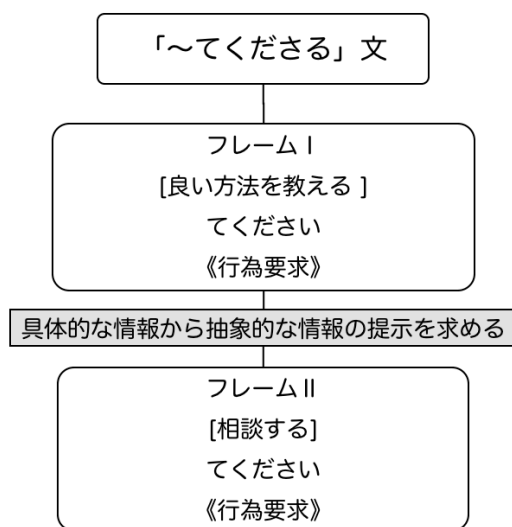 「～てくださる」文
フレームⅠ
[良い方法を教える ]
てください
《行為要求》
具体的な情報から抽象的な情報の提示を求める
フレームⅡ
[相談する]
てください
《行為要求》